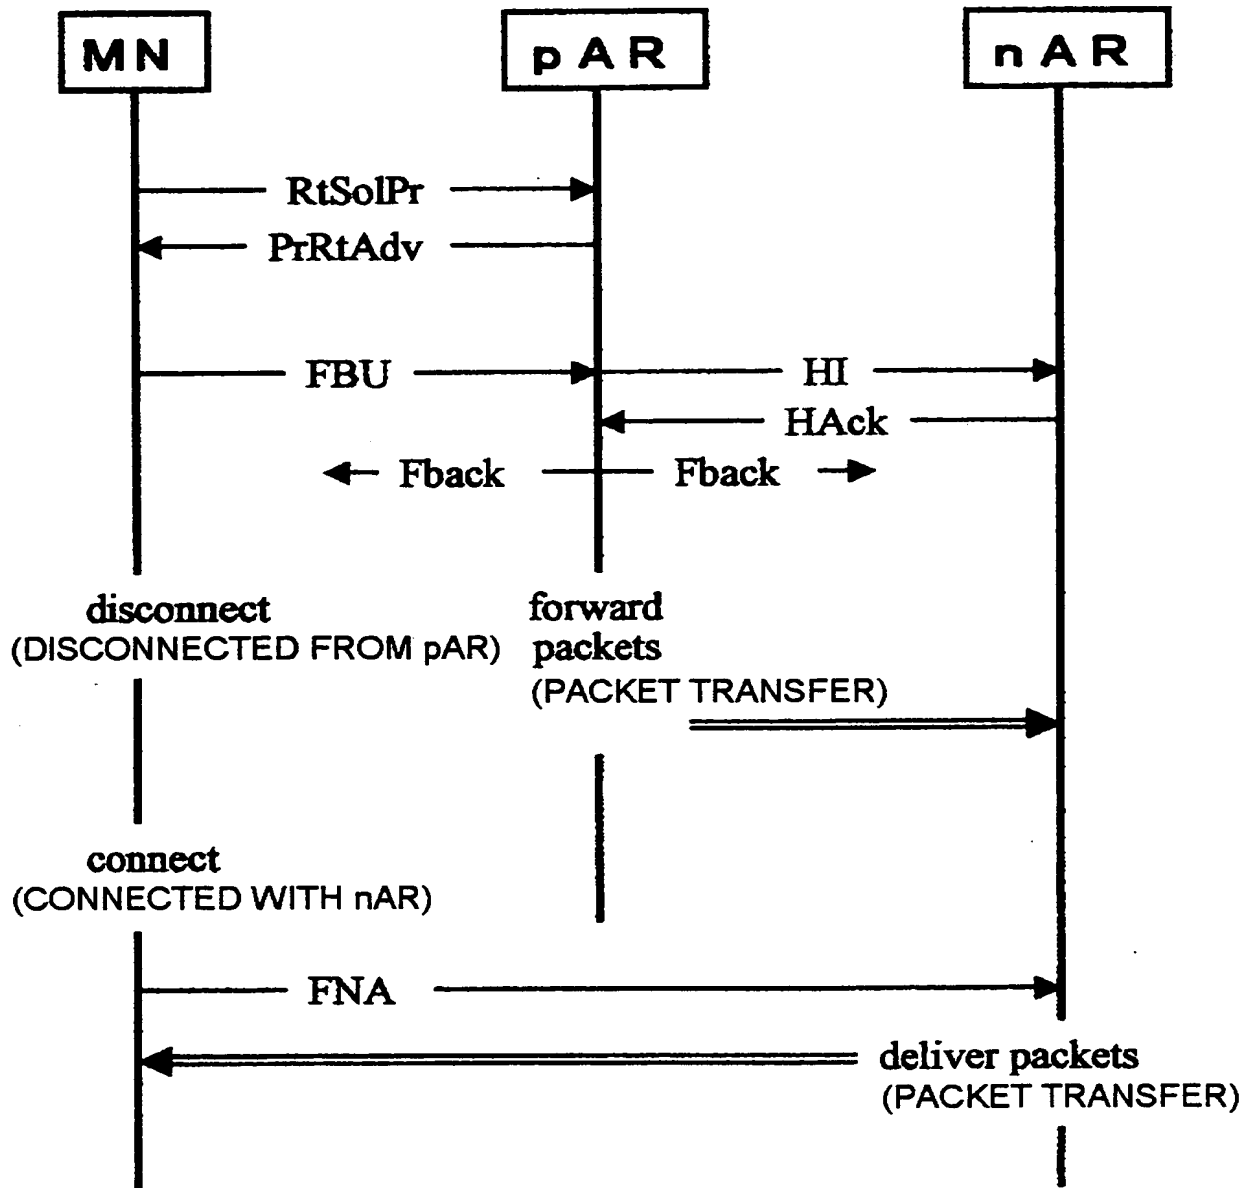 MN
pAR
nAR
RtSolPr
PrRtAdv
FBU
HI
HAck
Fback
Fback
disconnect
(DISCONNECTED FROM pAR)
forward
packets
(PACKET TRANSFER)
connect
(CONNECTED WITH nAR)
FNA
deliver packets
(PACKET TRANSFER)